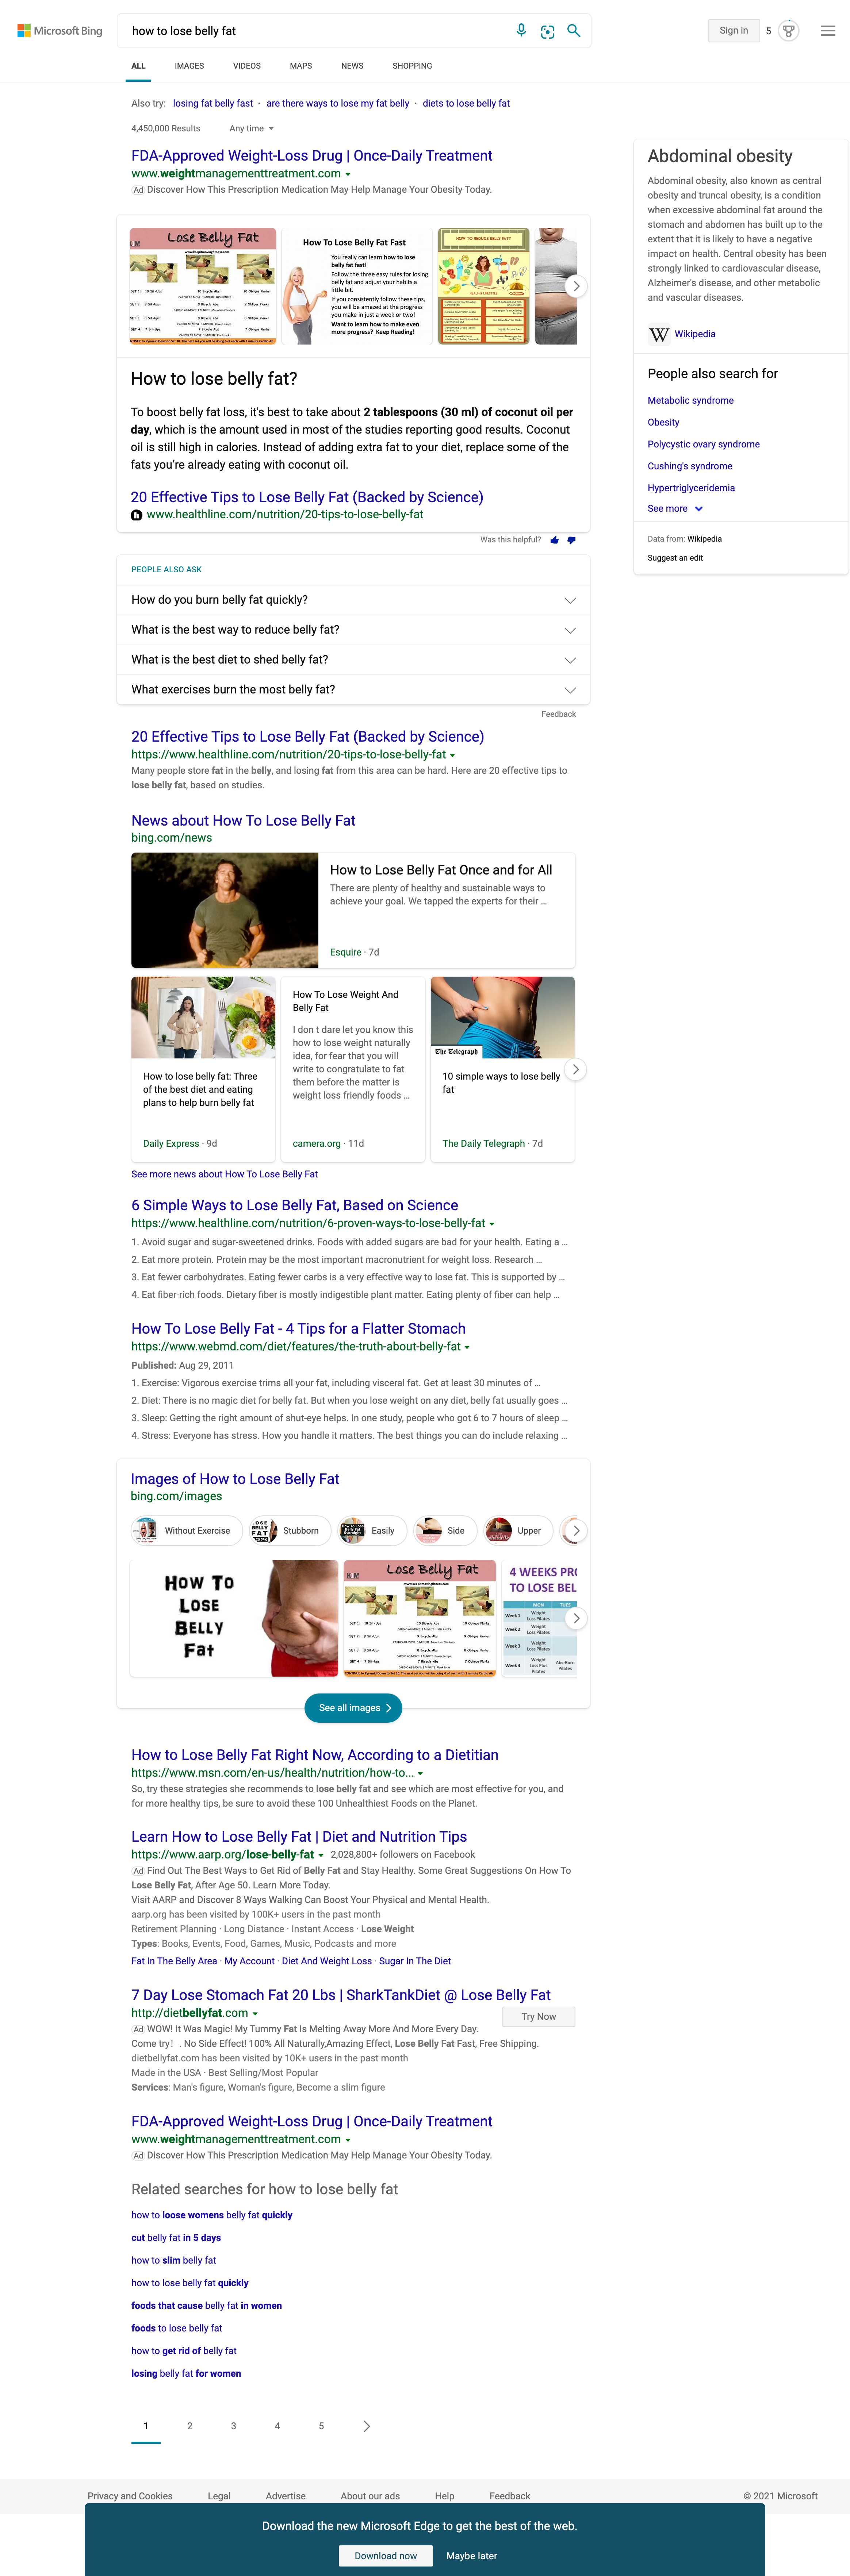 Microsoft Bing
how to lose belly fat
Sign in
5
ALL IMAGES VIDEOS MAPS NEWS SHOPPING
Also try: losing fat belly fast · are there ways to lose my fat belly · diets to lose belly fat
4,450,000 Results Any time
FDA-Approved Weight-Loss Drug | Once-Daily Treatment
www.weightmanagementtreatment.com
Ad Discover How This Prescription Medication May Help Manage Your Obesity Today.
Lose Belly Fat
How To Lose Belly Fat Fast
You really can learn how to lose
belly fat fast!
Follow the three easy rules for losing
belly fat and adjust your habits a
little bit.
If you consistently follow these tips,
you will be amazed at the progress
you make in just a week or two!
Want to learn how to make even
more progress? Keep Reading!
HOW TO REDUCE BELLY FAT?
How to lose belly fat?
To boost belly fat loss, it's best to take about 2 tablespoons (30 ml) of coconut oil per
day, which is the amount used in most of the studies reporting good results. Coconut
oil is still high in calories. Instead of adding extra fat to your diet, replace some of the
fats you're already eating with coconut oil.
20 Effective Tips to Lose Belly Fat (Backed by Science)
www.healthline.com/nutrition/20-tips-to-lose-belly-fat
Was this helpful?
PEOPLE ALSO ASK
How do you burn belly fat quickly?
What is the best way to reduce belly fat?
What is the best diet to shed belly fat?
What exercises burn the most belly fat?
Feedback
20 Effective Tips to Lose Belly Fat (Backed by Science)
https://www.healthline.com/nutrition/20-tips-to-lose-belly-fat
Many people store fat in the belly, and losing fat from this area can be hard. Here are 20 effective tips to
lose belly fat, based on studies.
News about How To Lose Belly Fat
bing.com/news
How to Lose Belly Fat Once and for All
There are plenty of healthy and sustainable ways to
achieve your goal. We tapped the experts for their ...
Esquire · 7d
How to lose belly fat: Three
of the best diet and eating
plans to help burn belly fat
Daily Express · 9d
How To Lose Weight And
Belly Fat
I don t dare let you know this
how to lose weight naturally
idea, for fear that you will
write to congratulate to fat
them before the matter is
weight loss friendly foods ...
camera.org · 11d
The Telegraph
10 simple ways to lose belly
fat
The Daily Telegraph · 7d
See more news about How To Lose Belly Fat
6 Simple Ways to Lose Belly Fat, Based on Science
https://www.healthline.com/nutrition/6-proven-ways-to-lose-belly-fat
1. Avoid sugar and sugar-sweetened drinks. Foods with added sugars are bad for your health. Eating a ...
2. Eat more protein. Protein may be the most important macronutrient for weight loss. Research ...
3. Eat fewer carbohydrates. Eating fewer carbs is a very effective way to lose fat. This is supported by ...
4. Eat fiber-rich foods. Dietary fiber is mostly indigestible plant matter. Eating plenty of fiber can help ...
How To Lose Belly Fat - 4 Tips for a Flatter Stomach
https://www.webmd.com/diet/features/the-truth-about-belly-fat
Published: Aug 29, 2011
1. Exercise: Vigorous exercise trims all your fat, including visceral fat. Get at least 30 minutes of ...
2. Diet: There is no magic diet for belly fat. But when you lose weight on any diet, belly fat usually goes ...
3. Sleep: Getting the right amount of shut-eye helps. In one study, people who got 6 to 7 hours of sleep ...
4. Stress: Everyone has stress. How you handle it matters. The best things you can do include relaxing ...
Images of How to Lose Belly Fat
bing.com/images
Without Exercise Stubborn Easily Side Upper
How To
Lose
Belly
Fat
Lose Belly Fat
4 WEEKS PR
TO LOSE BEL
See all images
How to Lose Belly Fat Right Now, According to a Dietitian
https://www.msn.com/en-us/health/nutrition/how-to...
So, try these strategies she recommends to lose belly fat and see which are most effective for you, and
for more healthy tips, be sure to avoid these 100 Unhealthiest Foods on the Planet.
Learn How to Lose Belly Fat | Diet and Nutrition Tips
https://www.aarp.org/lose-belly-fat 2,028,800+ followers on Facebook
Ad Find Out The Best Ways to Get Rid of Belly Fat and Stay Healthy. Some Great Suggestions On How To
Lose Belly Fat, After Age 50. Learn More Today.
Visit AARP and Discover 8 Ways Walking Can Boost Your Physical and Mental Health.
aarp.org has been visited by 100K+ users in the past month
Retirement Planning · Long Distance · Instant Access · Lose Weight
Types: Books, Events, Food, Games, Music, Podcasts and more
Fat In The Belly Area · My Account · Diet And Weight Loss · Sugar In The Diet
7 Day Lose Stomach Fat 20 Lbs | SharkTankDiet @ Lose Belly Fat
http://dietbellyfat.com
Try Now
Ad WOW! It Was Magic! My Tummy Fat Is Melting Away More And More Every Day.
Come try！. No Side Effect! 100% All Naturally,Amazing Effect, Lose Belly Fat Fast, Free Shipping.
dietbellyfat.com has been visited by 10K+ users in the past month
Made in the USA · Best Selling/Most Popular
Services: Man's figure, Woman's figure, Become a slim figure
FDA-Approved Weight-Loss Drug | Once-Daily Treatment
www.weightmanagementtreatment.com
Ad Discover How This Prescription Medication May Help Manage Your Obesity Today.
Related searches for how to lose belly fat
how to loose womens belly fat quickly
cut belly fat in 5 days
how to slim belly fat
how to lose belly fat quickly
foods that cause belly fat in women
foods to lose belly fat
how to get rid of belly fat
losing belly fat for women
1 2 3 4 5
Abdominal obesity
Abdominal obesity, also known as central
obesity and truncal obesity, is a condition
when excessive abdominal fat around the
stomach and abdomen has built up to the
extent that it is likely to have a negative
impact on health. Central obesity has been
strongly linked to cardiovascular disease,
Alzheimer's disease, and other metabolic
and vascular diseases.
W Wikipedia
People also search for
Metabolic syndrome
Obesity
Polycystic ovary syndrome
Cushing's syndrome
Hypertriglyceridemia
See more
Data from: Wikipedia
Suggest an edit
Privacy and Cookies Legal Advertise About our ads Help Feedback © 2021 Microsoft
Download the new Microsoft Edge to get the best of the web.
Download now Maybe later